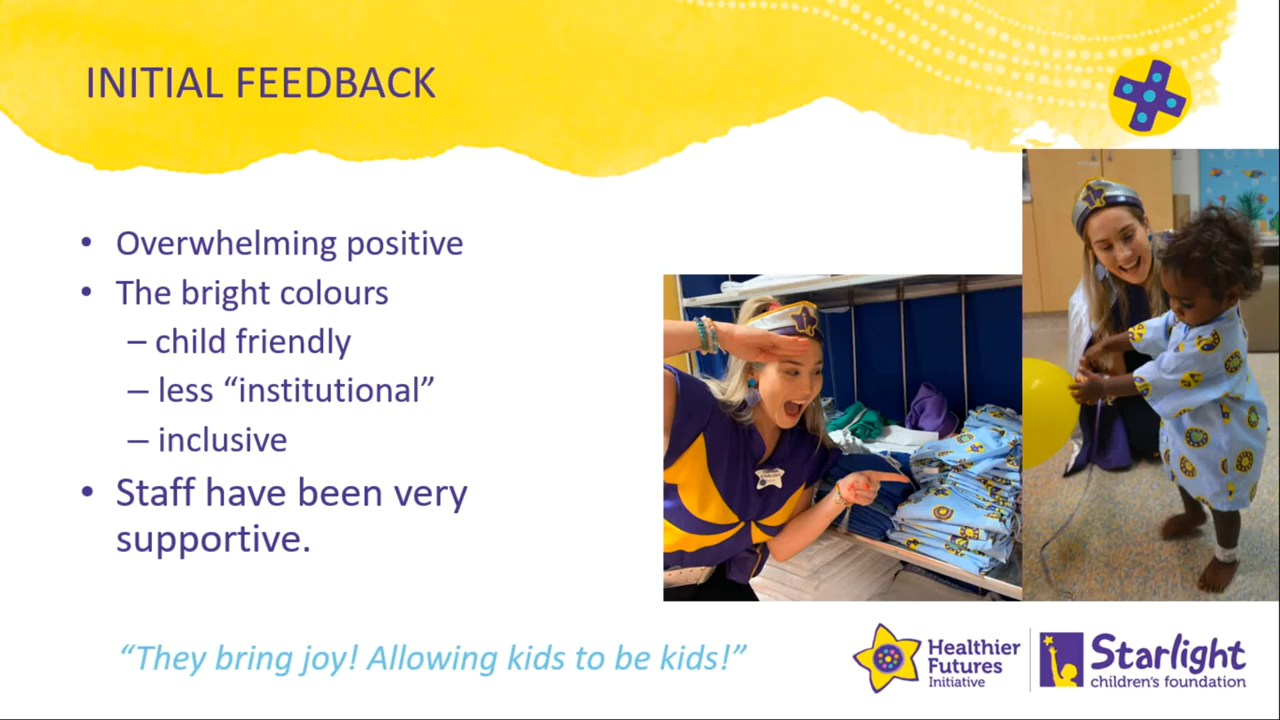 INITIAL FEEDBACK
• Overwhelming positive
• The bright colours
– child friendly
– less “institutional”
– inclusive
• Staff have been very
supportive.
“They bring joy! Allowing kids to be kids!”
Healthier
Futures
Initiative
Starlight
children's foundation